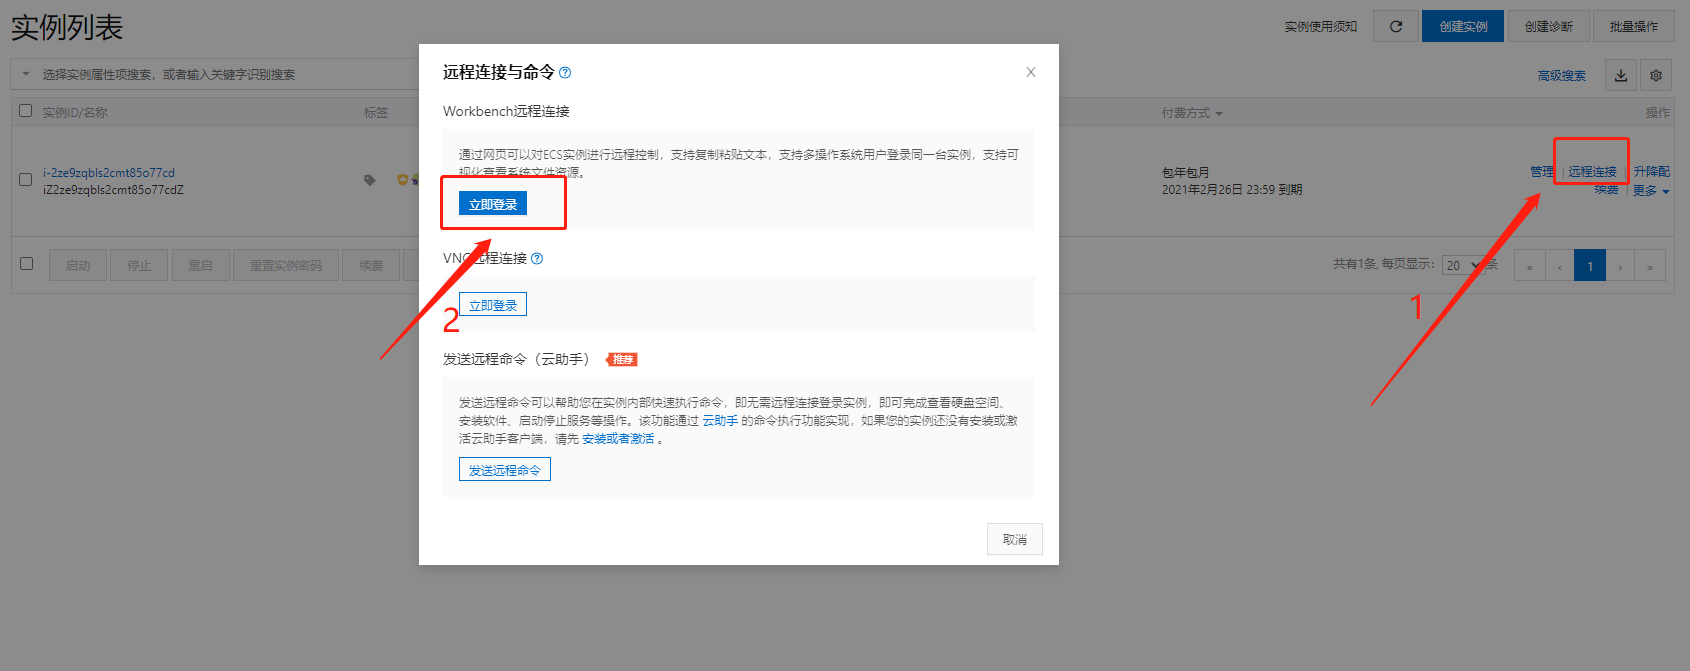 实例列表
实例使用须知
创建实例
创建诊断
批量操作
选择实例属性项搜索，或者输入关键字识别搜索
高级搜索
实例ID/名称
标签
付费方式
操作
i-2ze9zqbls2cmt85o77cd
iZ2ze9zqbls2cmt85o77cdZ
包年包月
2021年2月26日 23:59 到期
管理 | 远程连接 | 升降配
续费 | 更多
启动
停止
重启
重置实例密码
续费
共有1条, 每页显示: 20 条
« ‹ 1 › »
远程连接与命令
Workbench远程连接
通过网页可以对ECS实例进行远程控制，支持复制粘贴文本，支持多操作系统用户登录同一台实例，支持可
视化查看系统文件资源。
立即登录
VNC远程连接
立即登录
发送远程命令（云助手）
推荐
发送远程命令可以帮助您在实例内部快速执行命令，即无需远程连接登录实例，即可完成查看硬盘空间、
安装软件、启动停止服务等操作。该功能通过 云助手 的命令执行功能实现，如果您的实例还没有安装或激
活云助手客户端，请先 安装或者激活 。
发送远程命令
取消
1
2